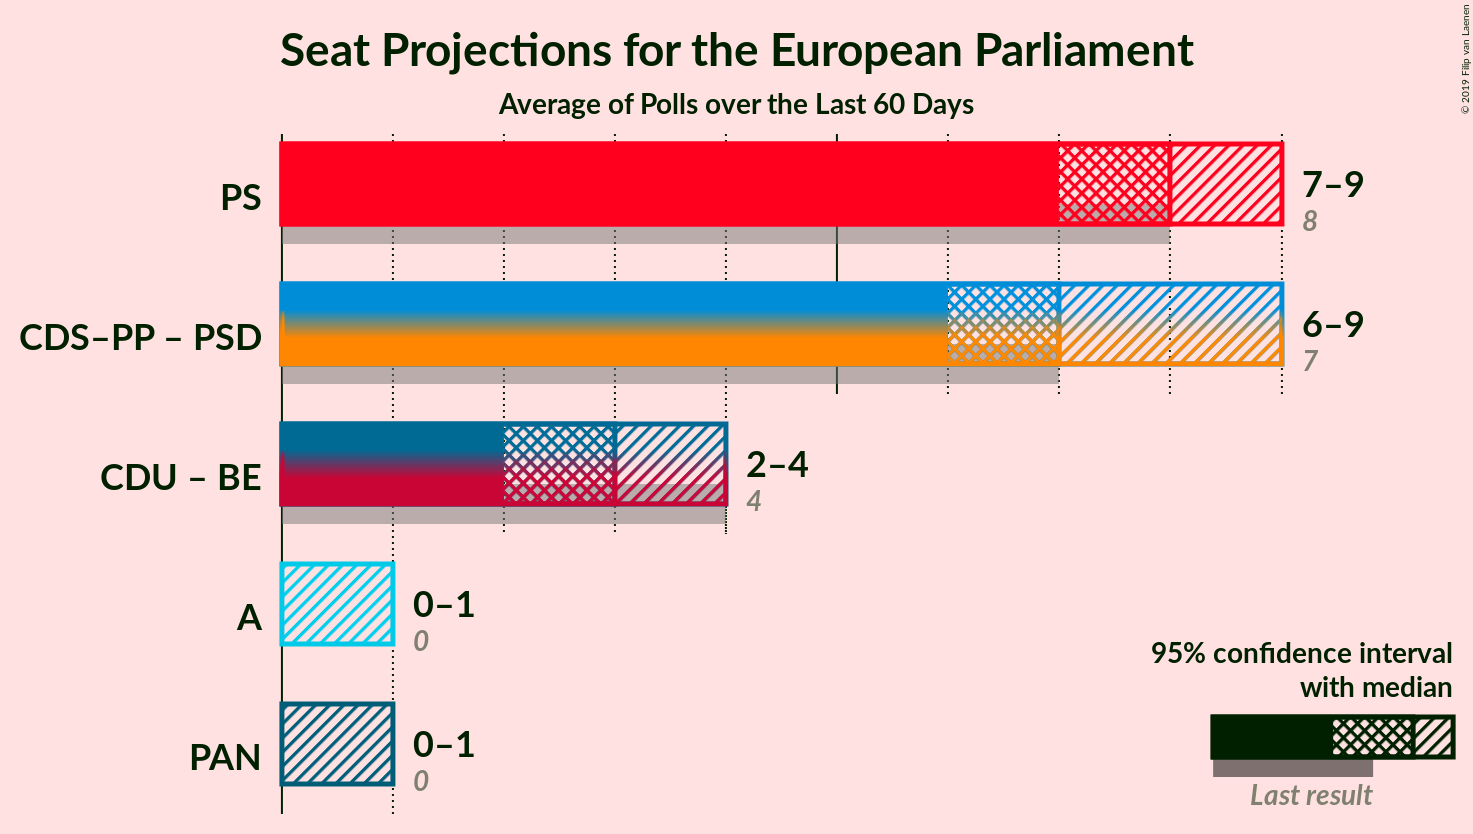 Seat Projections for the European Parliament
Average of Polls over the Last 60 Days
© 2019 Filip van Laenen
PS
7–9
8
CDS–PP – PSD
6–9
7
CDU – BE
2–4
4
A
0–1
0
PAN
0–1
0
95% confidence interval
with median
Last result